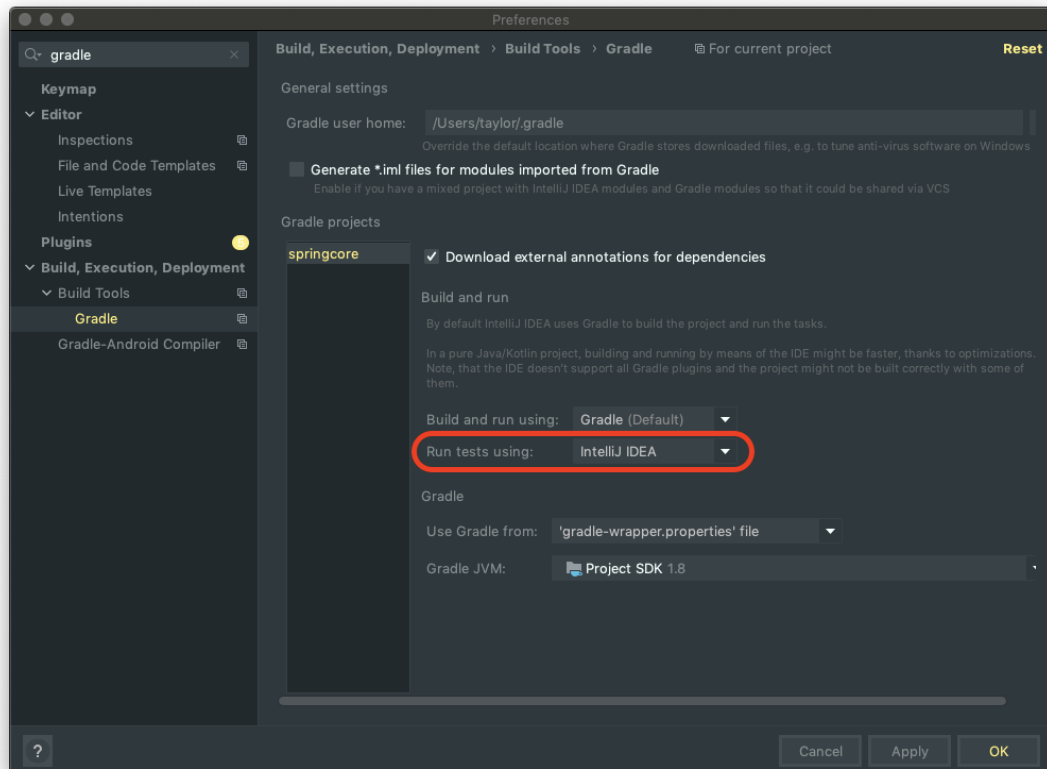 Preferences
gradle
Keymap
Editor
Inspections
File and Code Templates
Live Templates
Intentions
Plugins
Build, Execution, Deployment
Build Tools
Gradle
Gradle-Android Compiler
Build, Execution, Deployment › Build Tools › Gradle
For current project
Reset
General settings
Gradle user home: /Users/taylor/.gradle
Override the default location where Gradle stores downloaded files, e.g. to tune anti-virus software on Windows
Generate *.iml files for modules imported from Gradle
Enable if you have a mixed project with IntelliJ IDEA modules and Gradle modules so that it could be shared via VCS
Gradle projects
springcore
Download external annotations for dependencies
Build and run
By default IntelliJ IDEA uses Gradle to build the project and run the tasks.
In a pure Java/Kotlin project, building and running by means of the IDE might be faster, thanks to optimizations.
Note, that the IDE doesn't support all Gradle plugins and the project might not be built correctly with some of
them.
Build and run using: Gradle (Default)
Run tests using: IntelliJ IDEA
Gradle
Use Gradle from: 'gradle-wrapper.properties' file
Gradle JVM: Project SDK 1.8
?
Cancel
Apply
OK